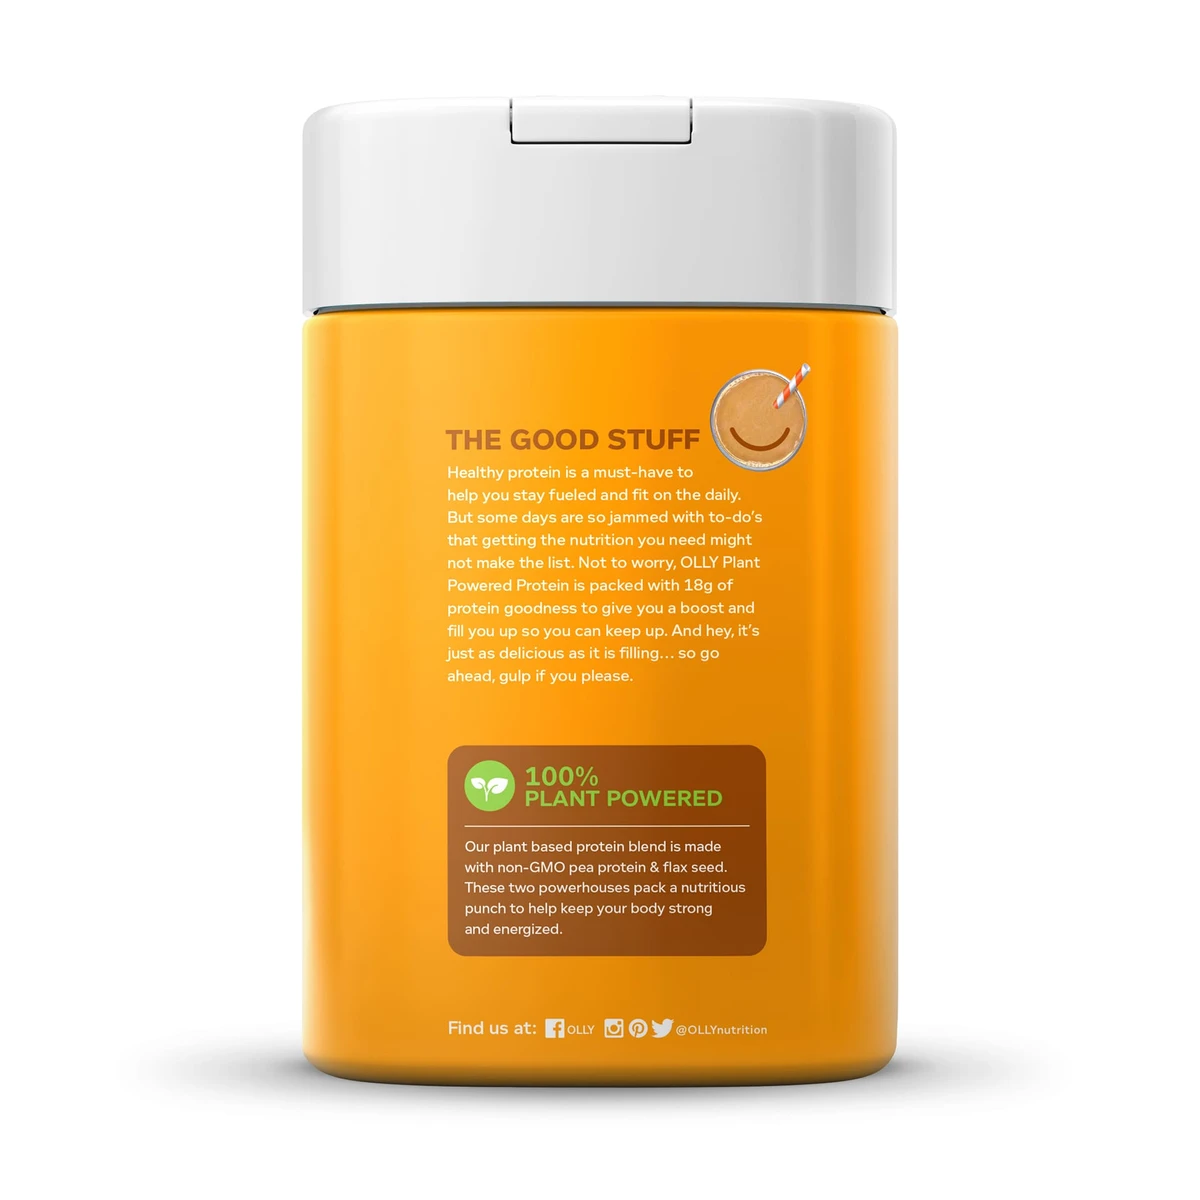 THE GOOD STUFF
Healthy protein is a must-have to
help you stay fueled and fit on the daily.
But some days are so jammed with to-do's
that getting the nutrition you need might
not make the list. Not to worry, OLLY Plant
Powered Protein is packed with 18g of
protein goodness to give you a boost and
fill you up so you can keep up. And hey, it's
just as delicious as it is filling... so go
ahead, gulp if you please.
100%
PLANT POWERED
Our plant based protein blend is made
with non-GMO pea protein & flax seed.
These two powerhouses pack a nutritious
punch to help keep your body strong
and energized.
Find us at: OLLY @OLLYnutrition